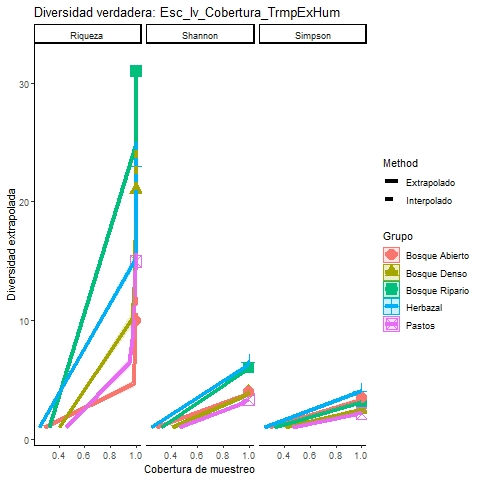 Diversidad verdadera: Esc_lv_Cobertura_TrmpExHum
Riqueza Shannon Simpson
Diversidad extrapolada
30
20
10
0
0.4 0.6 0.8 1.0 0.4 0.6 0.8 1.0 0.4 0.6 0.8 1.0
Cobertura de muestreo
Method
Extrapolado
Interpolado
Grupo
Bosque Abierto
Bosque Denso
Bosque Ripario
Herbazal
Pastos